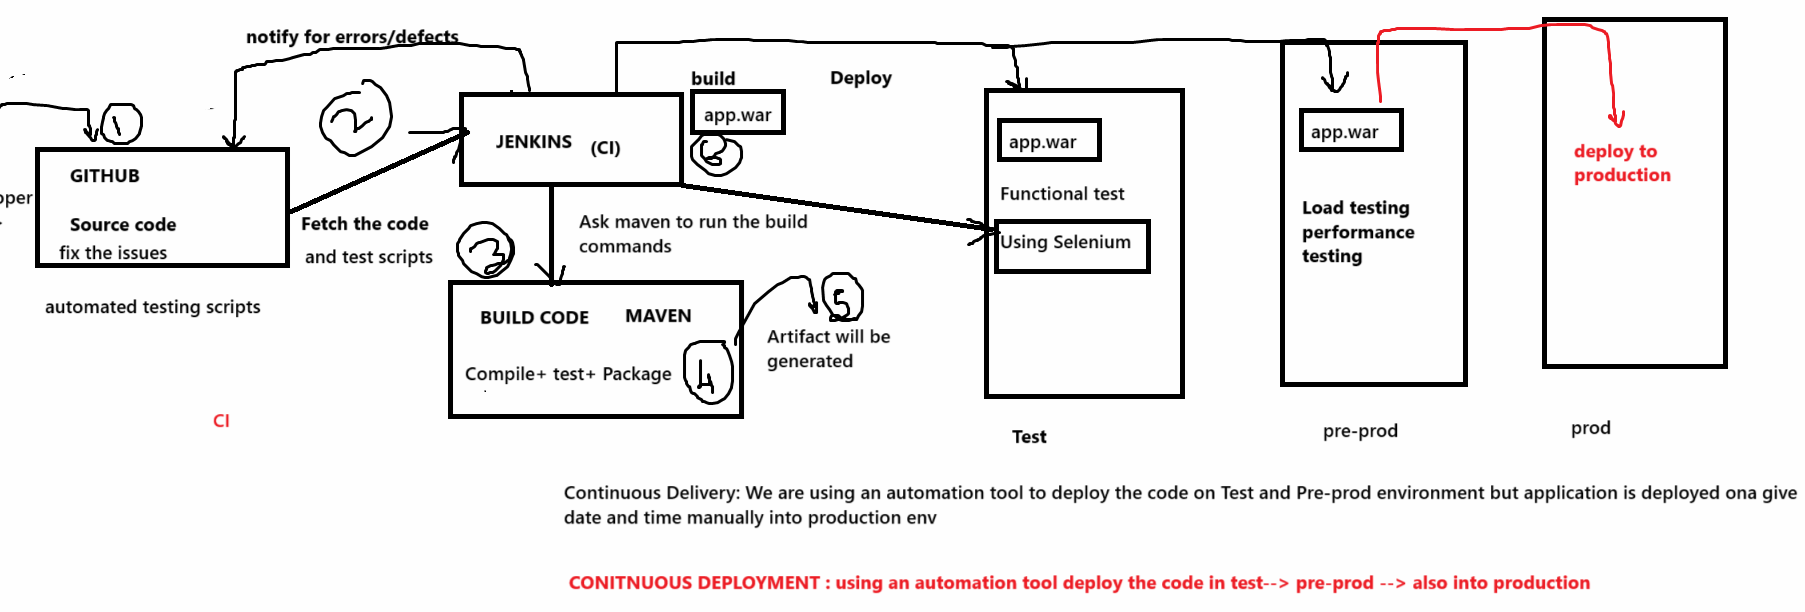 notify for errors/defects
1
2
GITHUB
Source code
fix the issues
automated testing scripts
CI
Fetch the code
and test scripts
JENKINS (CI)
build
app.war
Deploy
3
Ask maven to run the build
commands
BUILD CODE MAVEN
Compile+ test+ Package
4
5
Artifact will be
generated
app.war
Functional test
Using Selenium
Test
app.war
Load testing
performance
testing
pre-prod
deploy to
production
prod
Continuous Delivery: We are using an automation tool to deploy the code on Test and Pre-prod environment but application is deployed ona give
date and time manually into production env
CONITNUOUS DEPLOYMENT : using an automation tool deploy the code in test--> pre-prod --> also into production